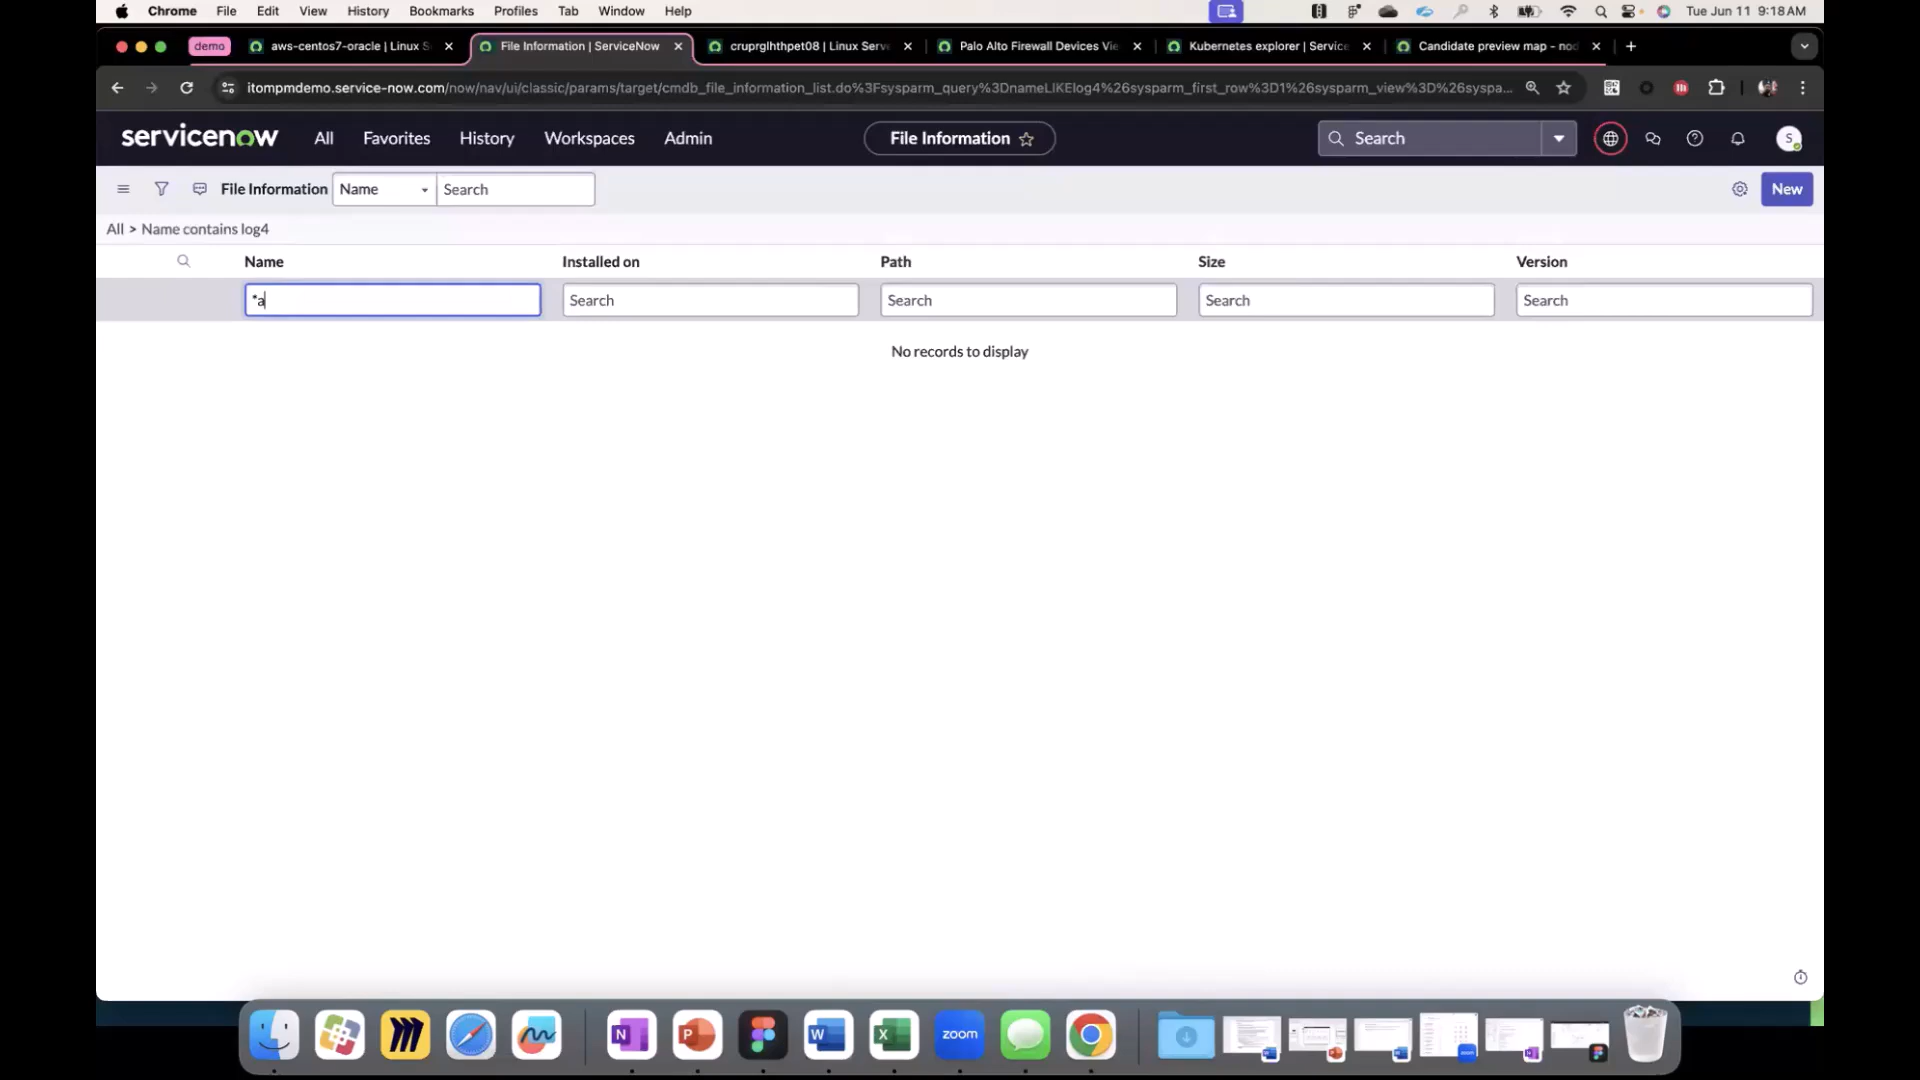 Chrome File Edit View History Bookmarks Profiles Tab Window Help Tue Jun 11 9:18 AM
demo aws-centos7-oracle | Linux S File Information | ServiceNow cruprglhthpet08 | Linux Serv Palo Alto Firewall Devices Vie Kubernetes explorer | Service Candidate preview map - nod
itompmdemo.service-now.com/now/nav/ui/classic/params/target/cmdb_file_information_list.do%3Fsysparm_query%3DnameLIKElog4%26sysparm_first_row%3D1%26sysparm_view%3D%26syspa...
servicenow All Favorites History Workspaces Admin File Information Search S
File Information Name Search New
All > Name contains log4
Name Installed on Path Size Version
*a Search Search Search Search
No records to display
N P W X zoom